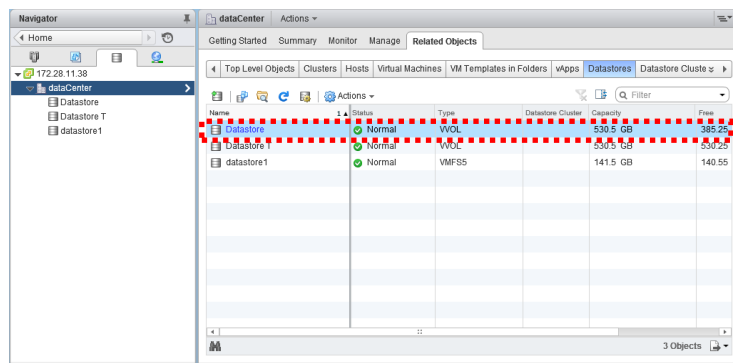 Navigator
Home
172.28.11.38
dataCenter
Datastore
Datastore T
datastore1
dataCenter Actions
Getting Started Summary Monitor Manage Related Objects
Top Level Objects Clusters Hosts Virtual Machines VM Templates in Folders vApps Datastores Datastore Cluste
Actions Filter
Name 1 Status Type Datastore Cluster Capacity Free
Datastore Normal VVOL 530.5 GB 385.25
Datastore T Normal VVOL 530.5 GB 530.25
datastore1 Normal VMFS5 141.5 GB 140.55
3 Objects